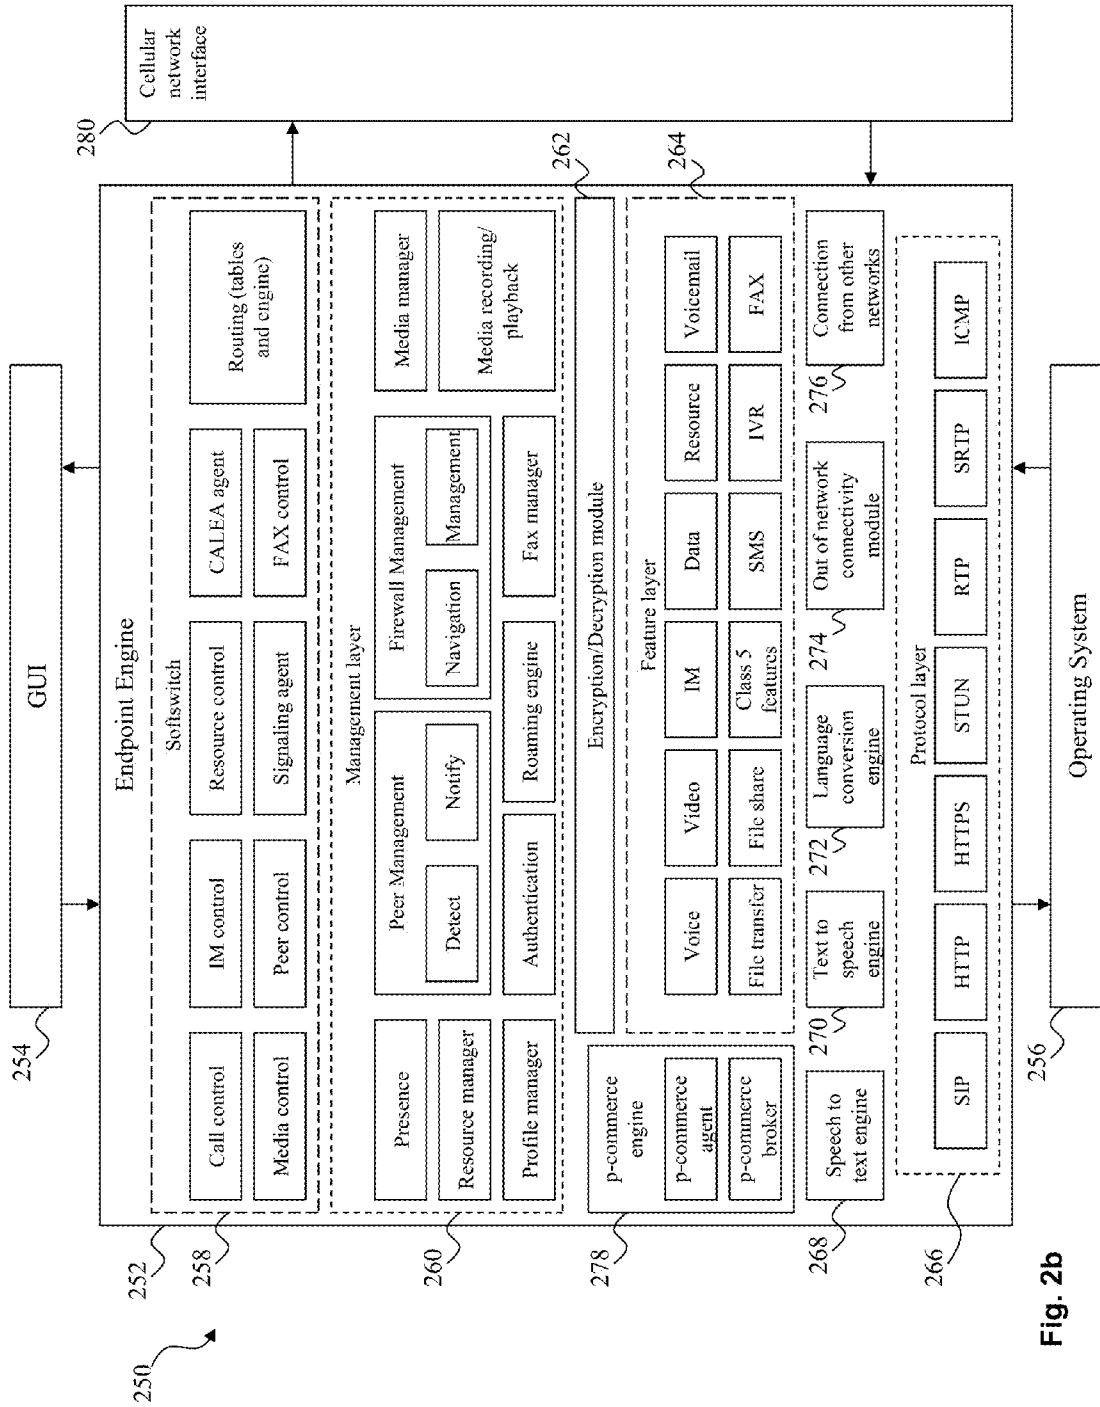 254
GUI
250
252
Endpoint Engine
258
Softswitch
Call control
IM control
Resource control
CALEA agent
Routing (tables
and engine)
Media control
Peer control
Signaling agent
FAX control
260
Management layer
Presence
Peer Management
Detect
Notify
Firewall Management
Navigation
Management
Media manager
Resource manager
Media recording/
playback
Profile manager
Authentication
Roaming engine
Fax manager
278
p-commerce
engine
p-commerce
agent
p-commerce
broker
Encryption/Decryption module
262
Feature layer
264
Voice
Video
IM
Data
Resource
Voicemail
File transfer
File share
Class 5
features
SMS
IVR
FAX
268
Speech to
text engine
270
Text to
speech
engine
272
Language
conversion
engine
274
Out of network
connectivity
module
276
Connection
from other
networks
266
Protocol layer
SIP
HTTP
HTTPS
STUN
RTP
SRTP
ICMP
256
Operating System
280
Cellular
network
interface
Fig. 2b